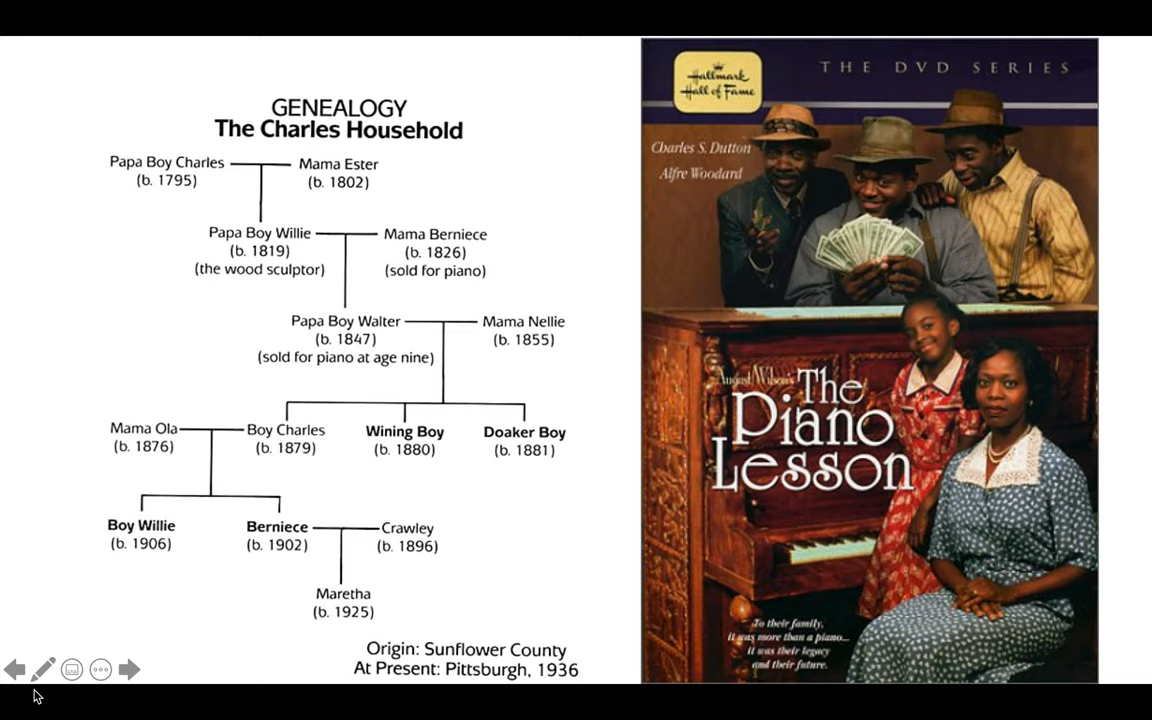 GENEALOGY
The Charles Household
Papa Boy Charles
(b. 1795)
Mama Ester
(b. 1802)
Papa Boy Willie
(b. 1819)
(the wood sculptor)
Mama Berniece
(b. 1826)
(sold for piano)
Papa Boy Walter
(b. 1847)
(sold for piano at age nine)
Mama Nellie
(b. 1855)
Mama Ola
(b. 1876)
Boy Charles
(b. 1879)
Wining Boy
(b. 1880)
Doaker Boy
(b. 1881)
Boy Willie
(b. 1906)
Berniece
(b. 1902)
Crawley
(b. 1896)
Maretha
(b. 1925)
Origin: Sunflower County
At Present: Pittsburgh, 1936
Hallmark
Hall of Fame
THE DVD SERIES
Charles S. Dutton
Alfre Woodard
August Wilson's
The
Piano
Lesson
To their family,
it was more than a piano...
it was their legacy
and their future.